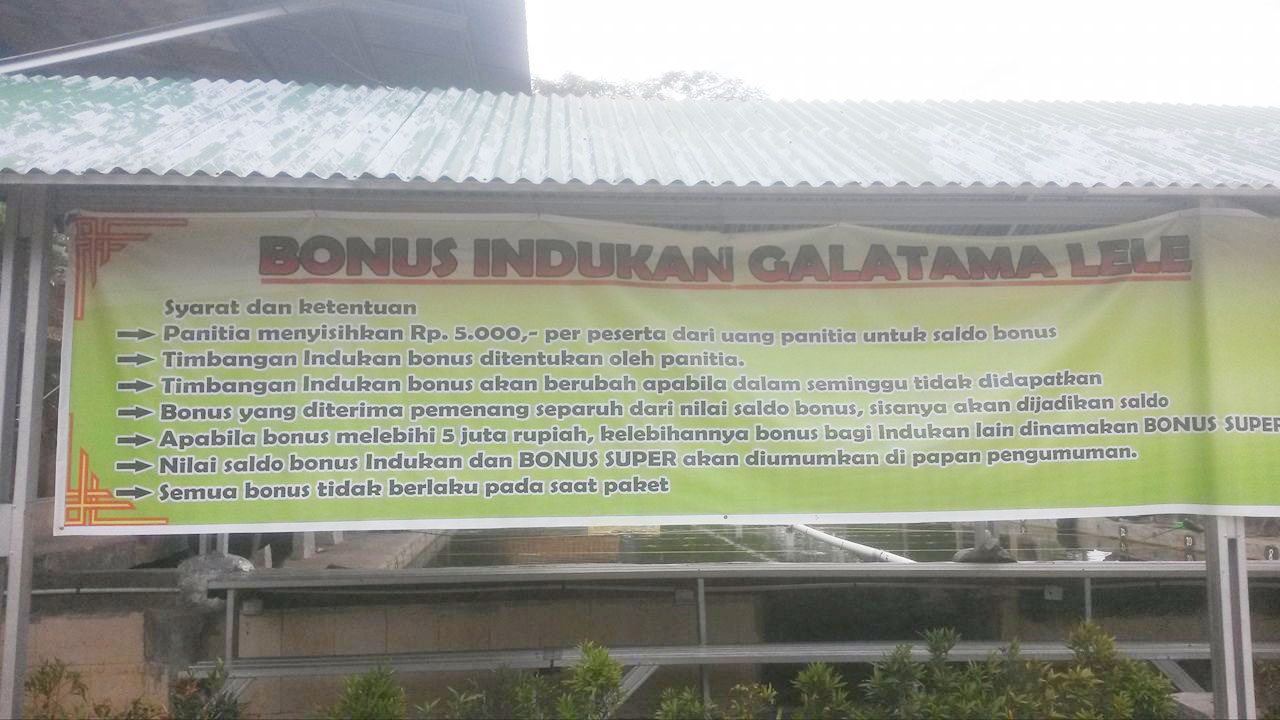 BONUS INDUKAN GALATAMA LELE
Syarat dan ketentuan
Panitia menyisihkan Rp. 5.000,- per peserta dari uang panitia untuk saldo bonus
Timbangan Indukan bonus ditentukan oleh panitia.
Timbangan Indukan bonus akan berubah apabila dalam seminggu tidak didapatkan
Bonus yang diterima pemenang separuh dari nilai saldo bonus, sisanya akan dijadikan saldo
Apabila bonus melebihi 5 juta rupiah, kelebihannya bonus bagi Indukan lain dinamakan BONUS SUPER
Nilai saldo bonus Indukan dan BONUS SUPER akan diumumkan di papan pengumuman.
Semua bonus tidak berlaku pada saat paket